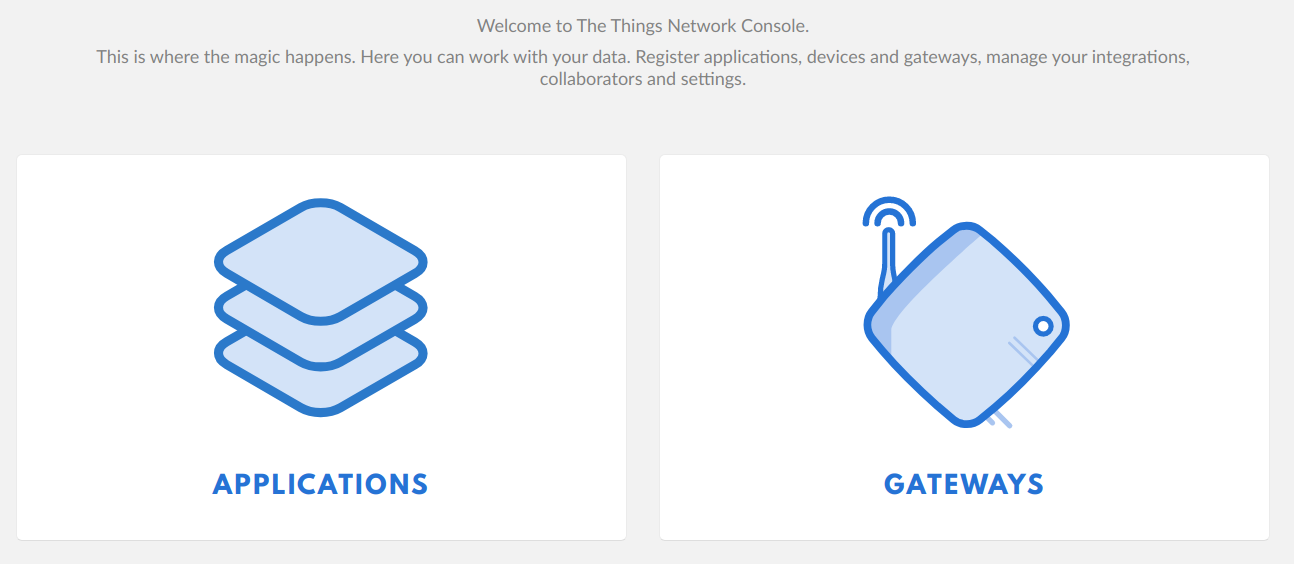 Welcome to The Things Network Console.
This is where the magic happens. Here you can work with your data. Register applications, devices and gateways, manage your integrations,
collaborators and settings.
APPLICATIONS
GATEWAYS